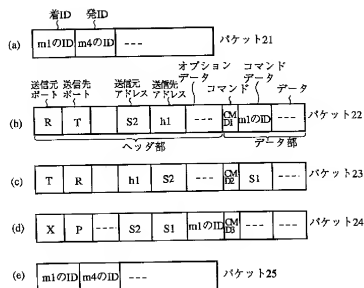 着ID 発ID
(a) m1のID m4のID --- パケット21
送信元ポート 送信先ポート 送信元アドレス 送信先アドレス オプションデータ コマンド コマンドデータ データ
(b) R T S2 h1 --- CMD1 m1のID --- パケット22
ヘッダ部 データ部
(c) T R h1 S2 --- CMD2 S1 --- パケット23
(d) X P --- S2 S1 m1のID CMD3 --- --- パケット24
(e) m1のID m4のID --- パケット25